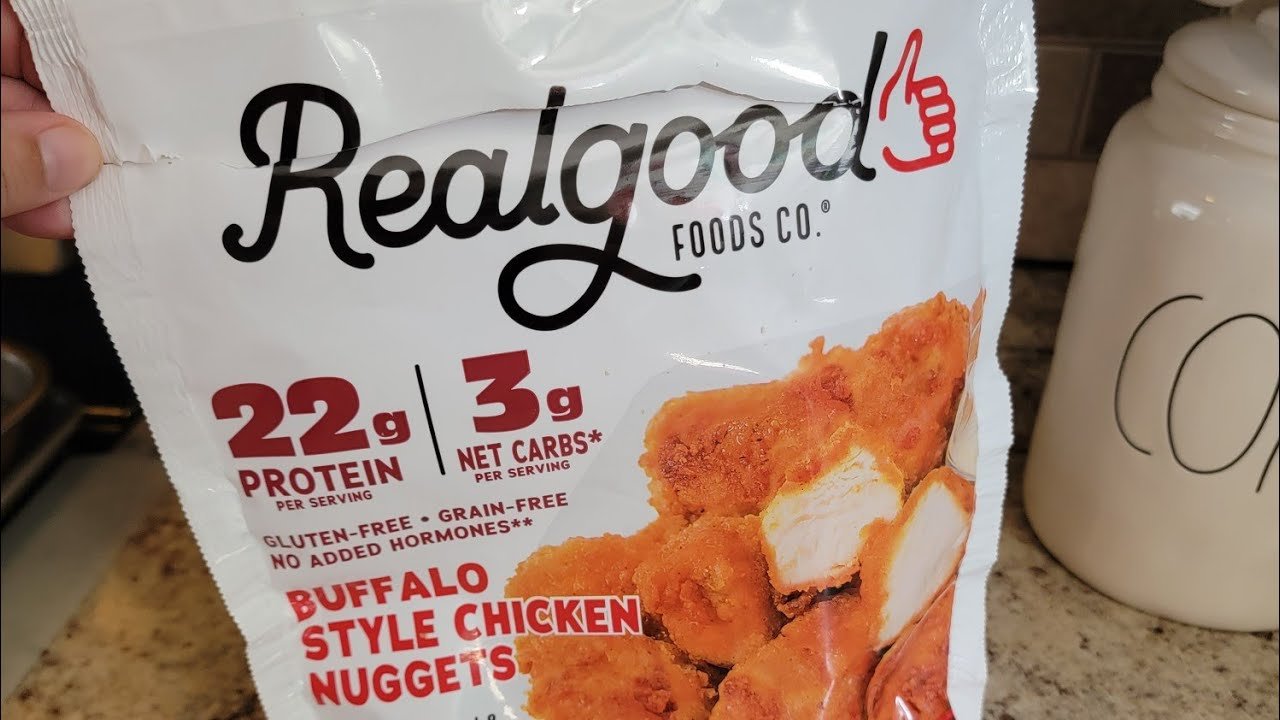 Realgood
FOODS CO.®
22g
PROTEIN
PER SERVING
3g
NET CARBS*
PER SERVING
GLUTEN-FREE • GRAIN-FREE
NO ADDED HORMONES**
BUFFALO
STYLE CHICKEN
NUGGETS